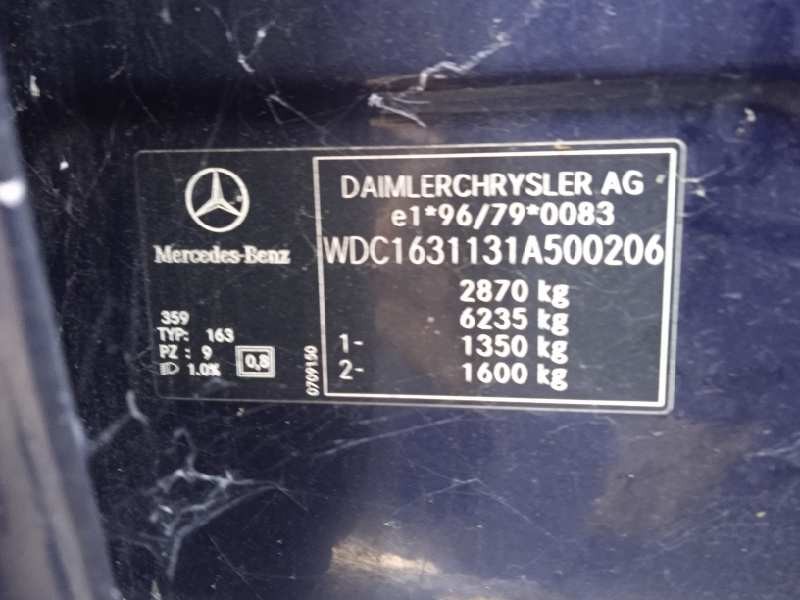 Mercedes-Benz
359
TYP: 163
PZ : 9
1.0%
0,8
0709150
DAIMLERCHRYSLER AG
e1*96/79*0083
WDC1631131A500206
2870 kg
6235 kg
1- 1350 kg
2- 1600 kg